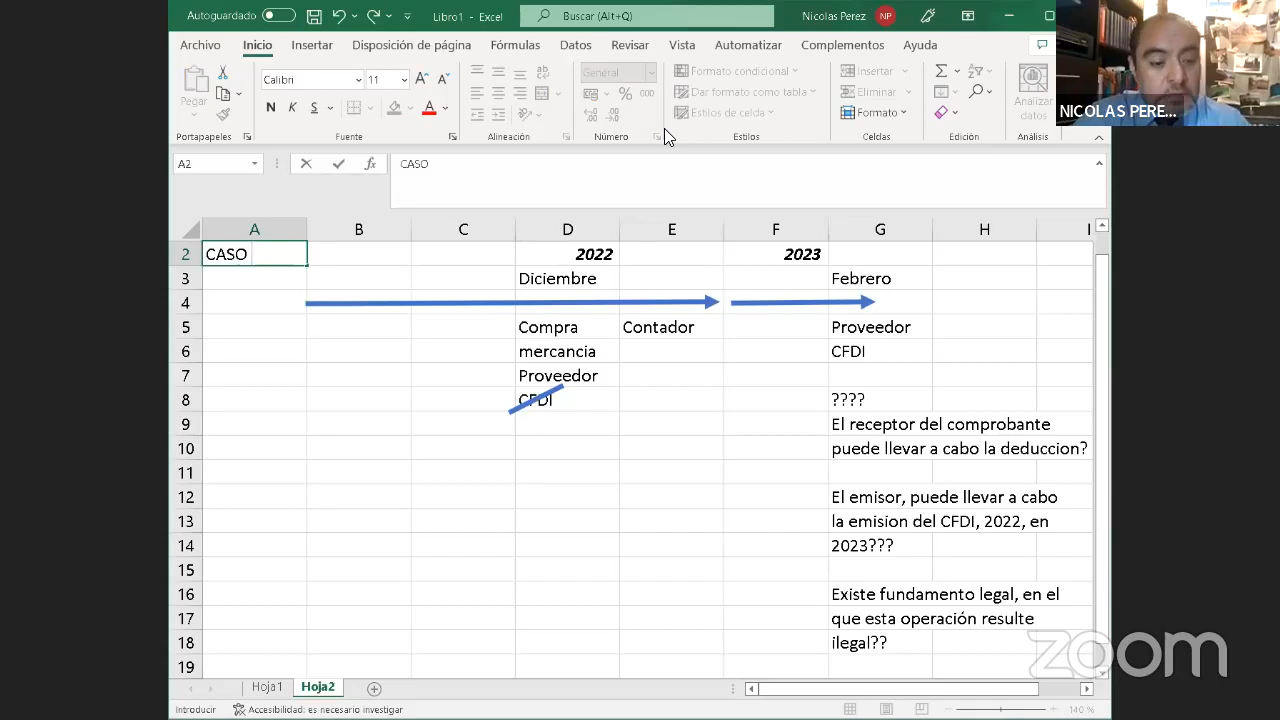 Autoguardado
Libro1 - Excel
Buscar (Alt+Q)
Nicolas Perez NP
Archivo Inicio Insertar Disposición de página Fórmulas Datos Revisar Vista Automatizar Complementos Ayuda
Pegar
Calibri 11 A A
N K S A
General
% 000
Formato condicional
Dar formato como tabla
Estilos de celda
Insertar
Eliminar
Formato
Analizar
datos
Portapapeles Fuente Alineación Número Estilos Celdas Edición Análisis
NICOLAS PERE...
A2 fx CASO
A B C D E F G H I
2 CASO 2022 2023
3 Diciembre Febrero
4
5 Compra Contador Proveedor
6 mercancia CFDI
7 Proveedor
8 CFDI ????
9 El receptor del comprobante
10 puede llevar a cabo la deduccion?
11
12 El emisor, puede llevar a cabo
13 la emision del CFDI, 2022, en
14 2023???
15
16 Existe fundamento legal, en el
17 que esta operación resulte
18 ilegal??
19
zoom
Hoja1 Hoja2
Introducir Accesibilidad: es necesario investigar 140 %